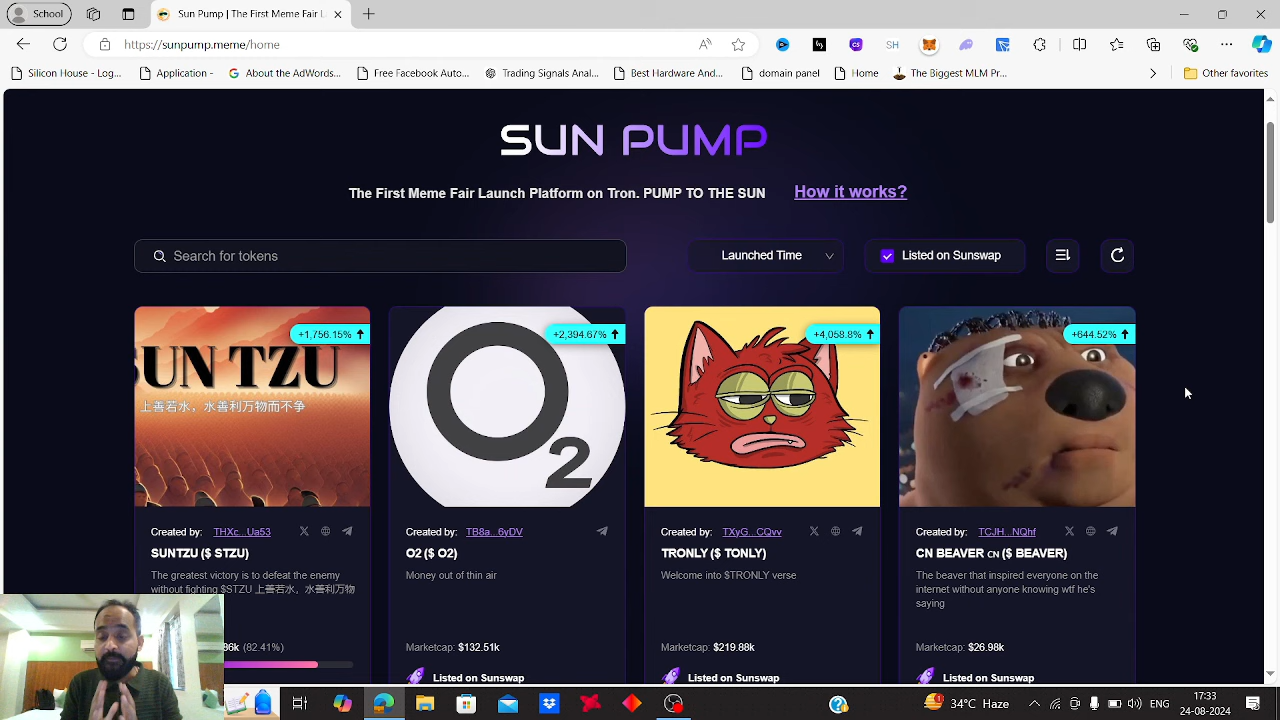 School
The Meme Fair L
https://sunpump.meme/home
Silicon House - Log...
Application -
About the AdWords...
Free Facebook Auto...
Trading Signals Anal...
Best Hardware And...
domain panel
Home
The Biggest MLM Pr...
Other favorites
SUN PUMP
The First Meme Fair Launch Platform on Tron. PUMP TO THE SUN
How it works?
Search for tokens
Launched Time
Listed on Sunswap
+1,756.15%
+2,394.67%
+4,058.8%
+644.52%
SUN TZU
上善若水，水善利万物而不争
O2
Created by: THXc...Ua53
SUNTZU ($ STZU)
The greatest victory is to defeat the enemy
without fighting $STZU 上善若水，水善利万物
86k (82.41%)
Created by: TB8a...6yDV
O2 ($ O2)
Money out of thin air
Marketcap: $132.51k
Listed on Sunswap
Created by: TXyG...CQvv
TRONLY ($ TONLY)
Welcome into $TRONLY verse
Marketcap: $219.88k
Listed on Sunswap
Created by: TCJH...NQhf
CN BEAVER CN ($ BEAVER)
The beaver that inspired everyone on the
internet without anyone knowing wtf he's
saying
Marketcap: $26.98k
Listed on Sunswap
34°C Haze
ENG
17:33
24-08-2024